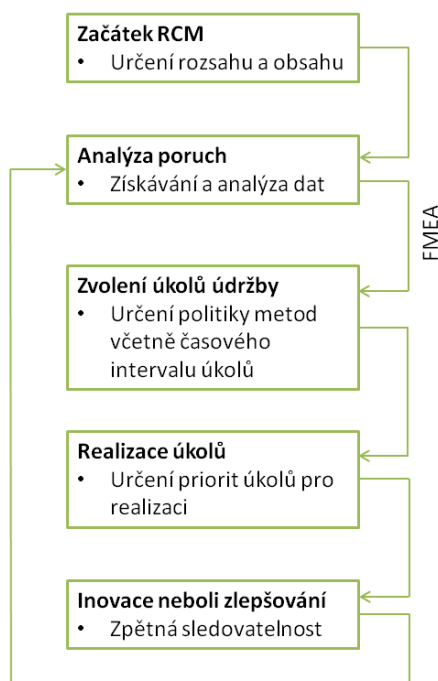 Začátek RCM
• Určení rozsahu a obsahu
Analýza poruch
• Získávání a analýza dat
FMEA
Zvolení úkolů údržby
• Určení politiky metod
včetně časového
intervalu úkolů
Realizace úkolů
• Určení priorit úkolů pro
realizaci
Inovace neboli zlepšování
• Zpětná sledovatelnost